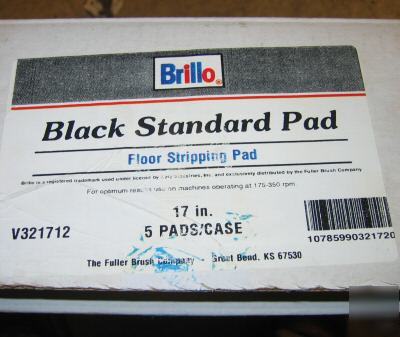 Brillo®
Black Standard Pad
Floor Stripping Pad
Brillo is a registered trademark used under license by Industries, Inc. and exclusively distributed by the Fuller Brush Company
For optimum results use on machines operating at 175-350 rpm.
17 in.
V321712
5 PADS/CASE
10785990321720
The Fuller Brush Company Great Bend, KS 67530